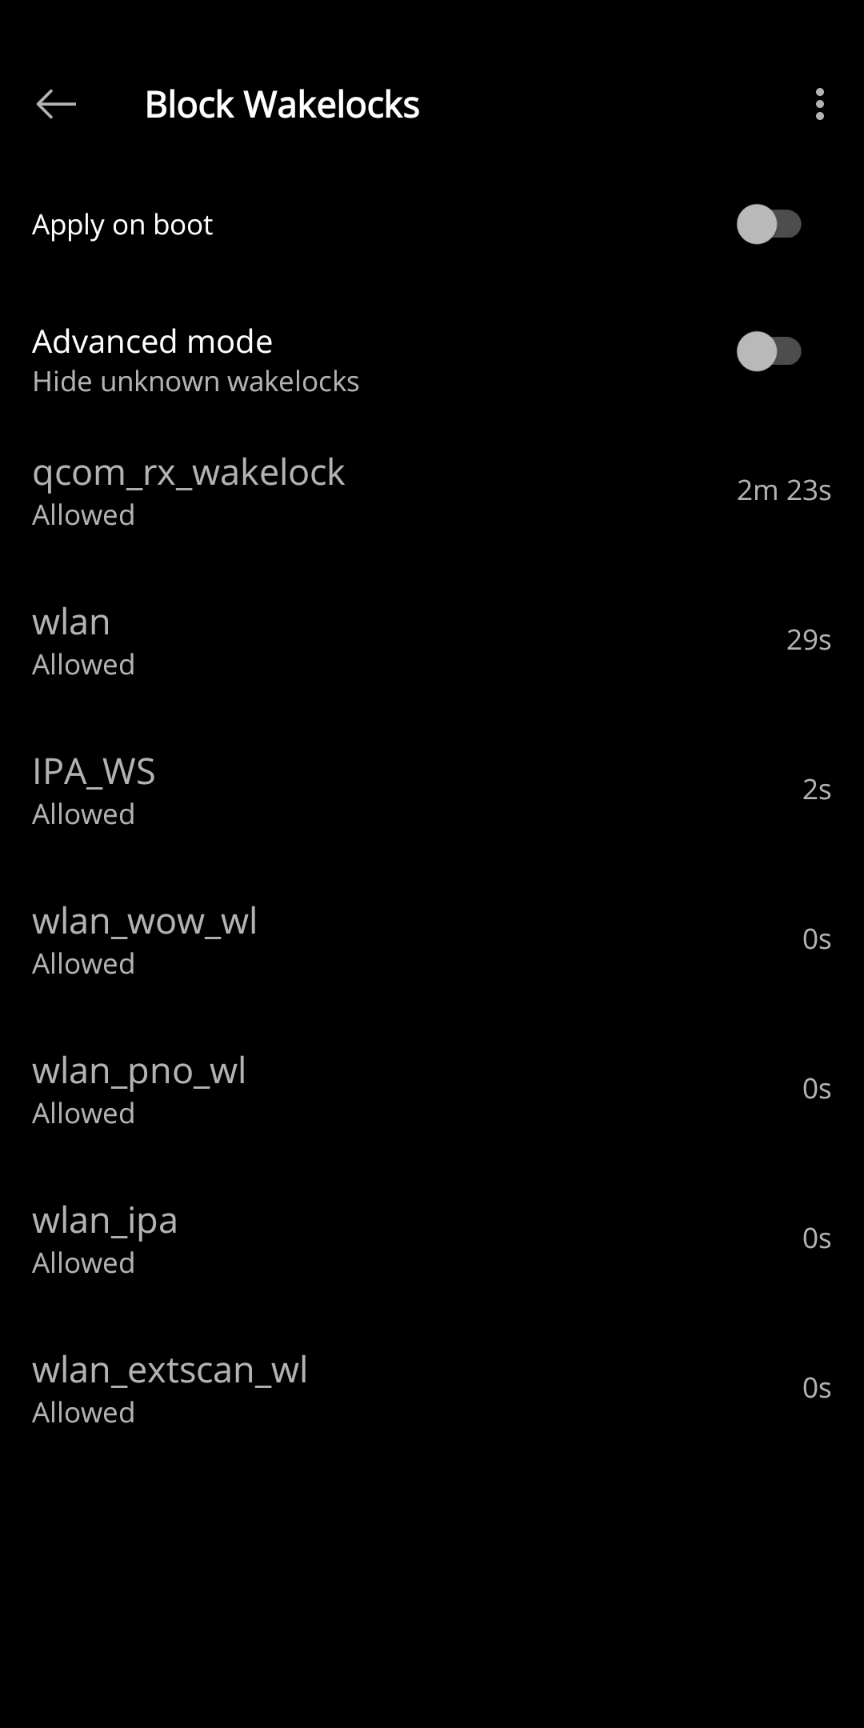 Block Wakelocks
Apply on boot
Advanced mode
Hide unknown wakelocks
qcom_rx_wakelock
Allowed
2m 23s
wlan
Allowed
29s
IPA_WS
Allowed
2s
wlan_wow_wl
Allowed
0s
wlan_pno_wl
Allowed
0s
wlan_ipa
Allowed
0s
wlan_extscan_wl
Allowed
0s